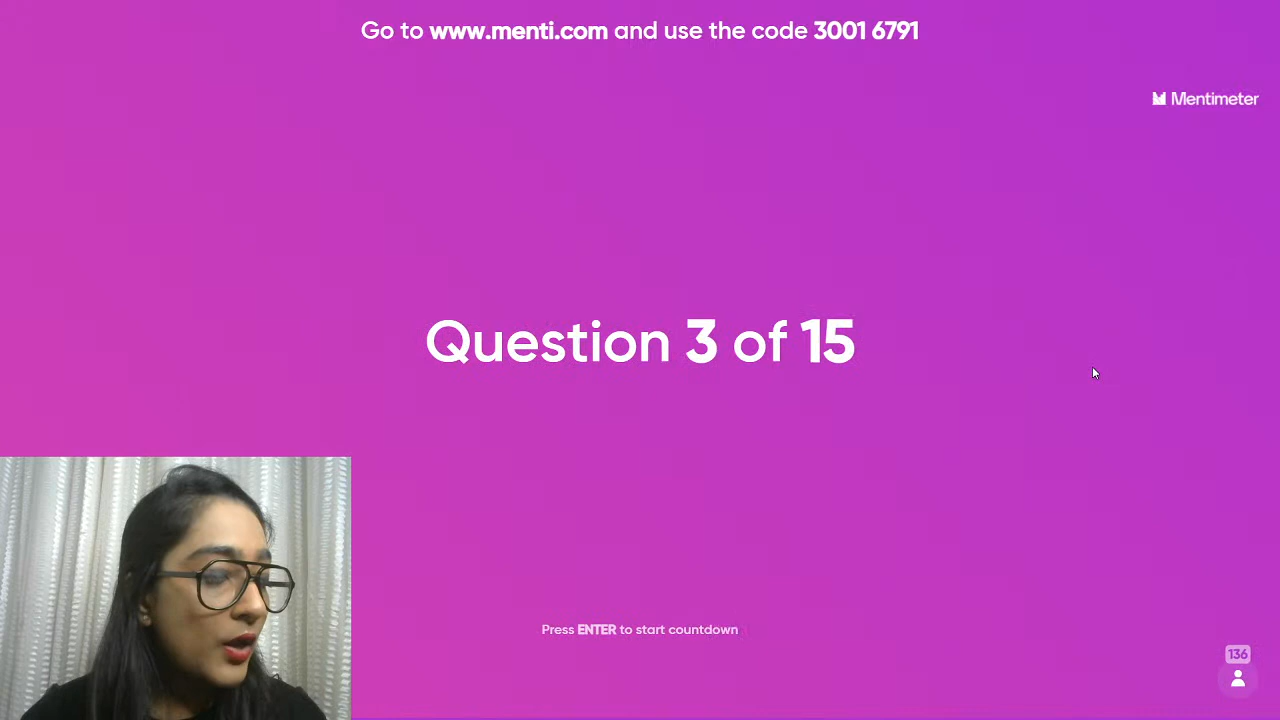 Go to www.menti.com and use the code 3001 6791
Mentimeter
Question 3 of 15
Press ENTER to start countdown
136